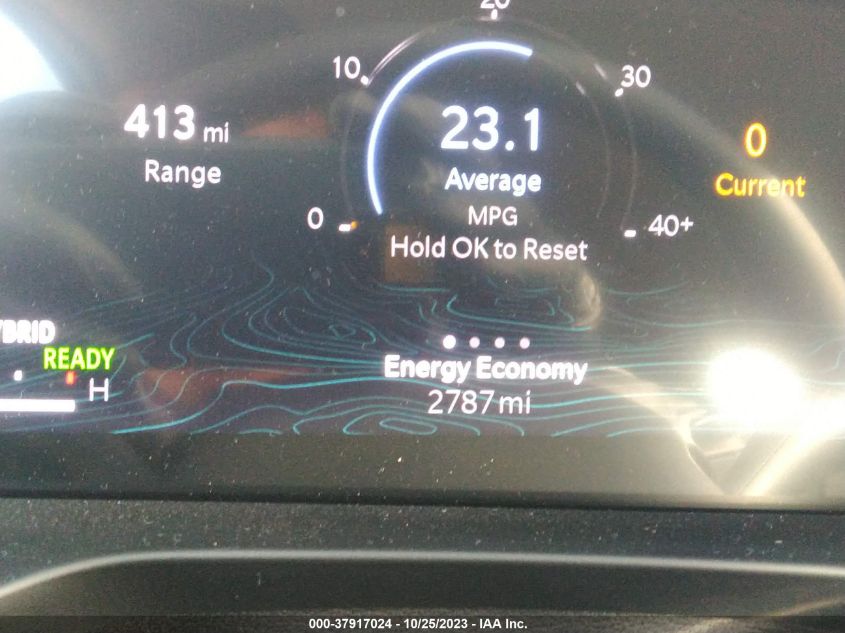 20
10
30
413 mi
Range
23.1
Average
MPG
Hold OK to Reset
0
40+
0
Current
YBRID
READY
H
Energy Economy
2787 mi
000-37917024 - 10/25/2023 - IAA Inc.